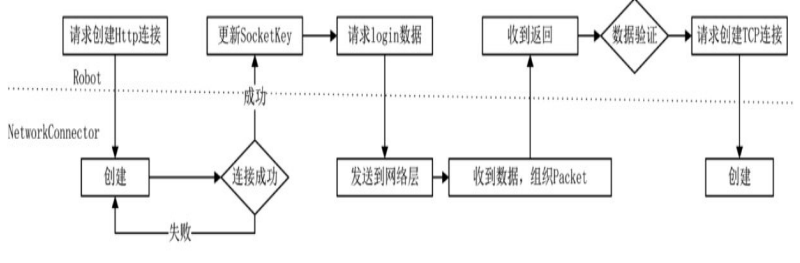 请求创建Http连接
更新SocketKey
请求login数据
收到返回
数据验证
请求创建TCP连接
Robot
成功
NetworkConnector
创建
连接成功
发送到网络层
收到数据，组织Packet
创建
失败